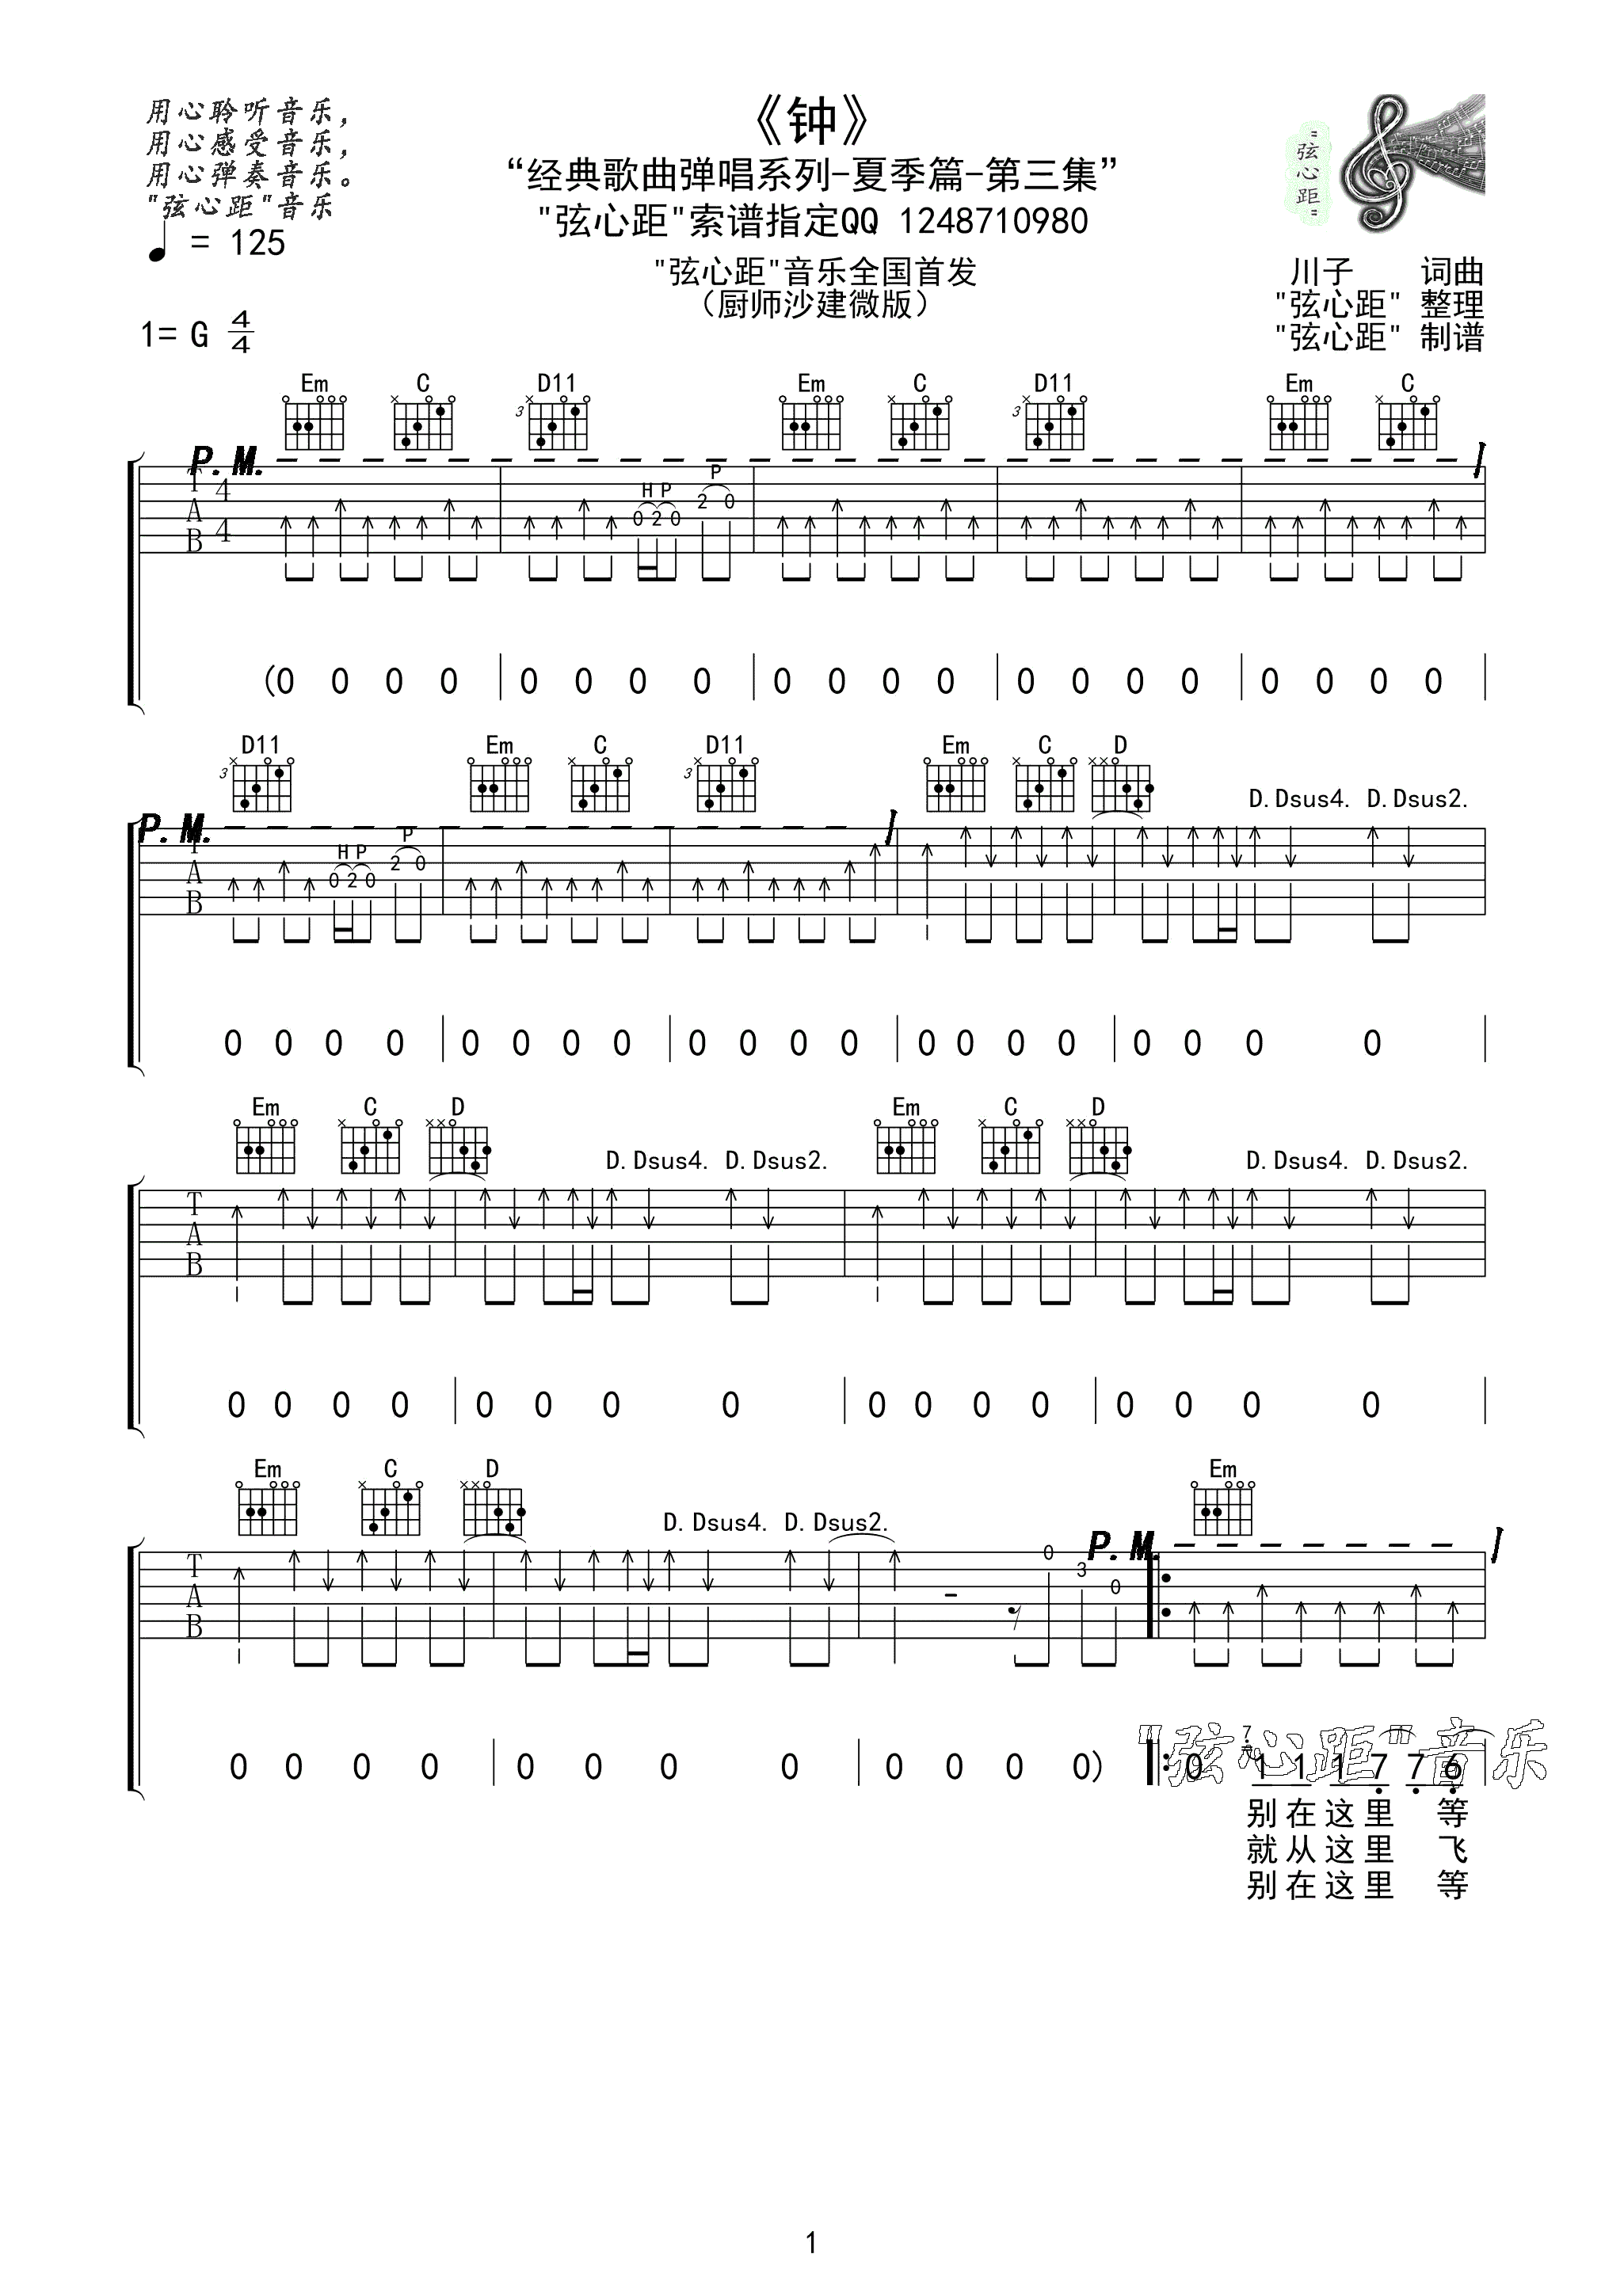 用心聆听音乐，
用心感受音乐，
用心弹奏音乐。
"弦心距"音乐
= 125
1= G 4/4
《钟》
“经典歌曲弹唱系列-夏季篇-第三集”
"弦心距"索谱指定QQ 1248710980
"弦心距"音乐全国首发
（厨师沙建微版）
"弦心距"
川子 词曲
"弦心距" 整理
"弦心距" 制谱
Em C D11 Em C D11 Em C
3 3
P.M.
H P P
T 4 2 0
A 4 0 2 0
B
(0 0 0 0 | 0 0 0 0 | 0 0 0 0 | 0 0 0 0 | 0 0 0 0 |
D11 Em C D11 Em C D
3 3
D.Dsus4. D.Dsus2.
P.M.
H P P
T 2 0
A 0 2 0
B
0 0 0 0 | 0 0 0 0 | 0 0 0 0 | 0 0 0 0 | 0 0 0 0 |
Em C D Em C D
D.Dsus4. D.Dsus2. D.Dsus4. D.Dsus2.
T
A
B
0 0 0 0 | 0 0 0 0 | 0 0 0 0 | 0 0 0 0 |
Em C D Em
D.Dsus4. D.Dsus2.
P.M.
T 0 3 0
A
B
"弦心距"音乐
7
0 0 0 0 | 0 0 0 0 | 0 0 0 0) |: 0 1 1 1 7 7 6 |
别在这里 等
就从这里 飞
别在这里 等
1